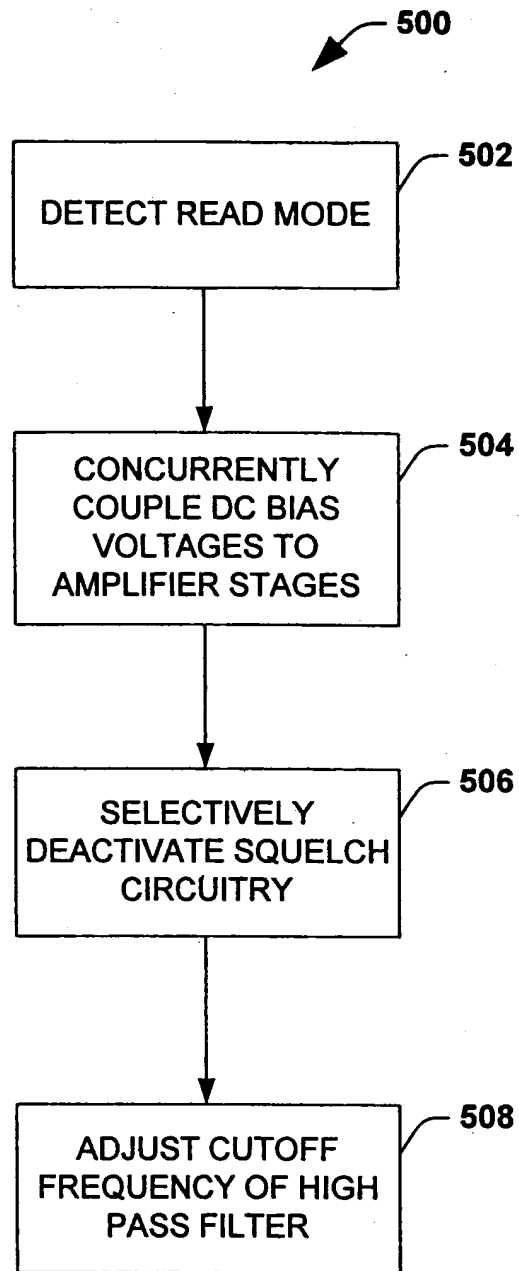 500
502
DETECT READ MODE
504
CONCURRENTLY
COUPLE DC BIAS
VOLTAGES TO
AMPLIFIER STAGES
506
SELECTIVELY
DEACTIVATE SQUELCH
CIRCUITRY
508
ADJUST CUTOFF
FREQUENCY OF HIGH
PASS FILTER